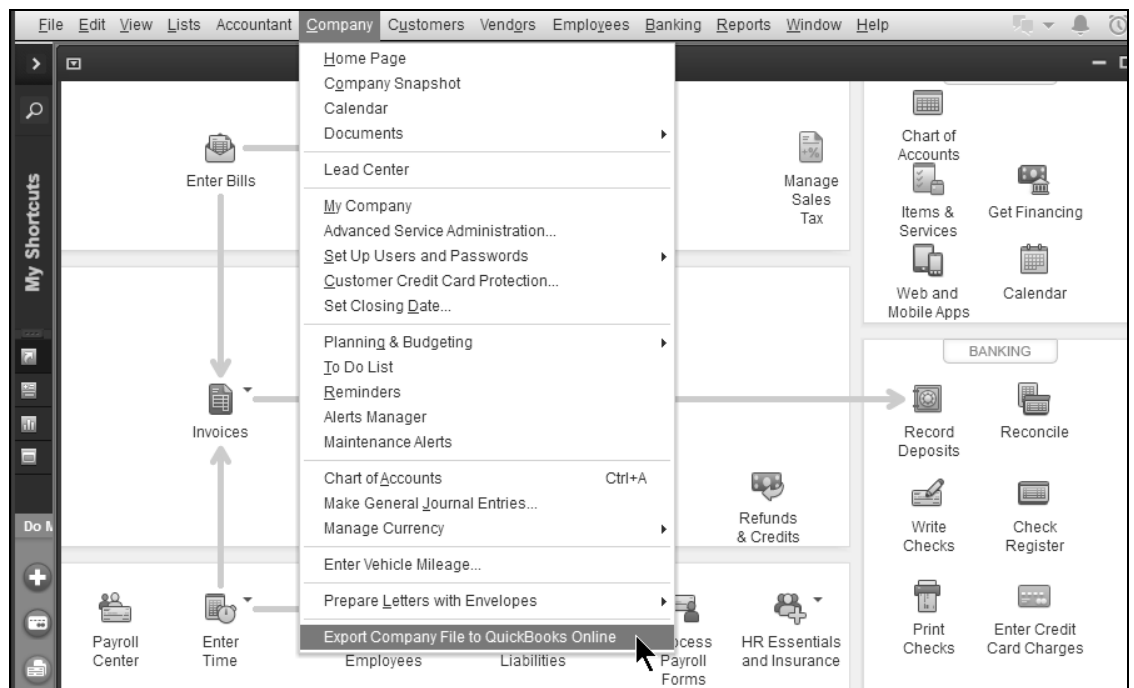 File Edit View Lists Accountant Company Customers Vendors Employees Banking Reports Window Help
My Shortcuts
Do M
Enter Bills
Invoices
Payroll
Center
Enter
Time
Home Page
Company Snapshot
Calendar
Documents
Lead Center
My Company
Advanced Service Administration...
Set Up Users and Passwords
Customer Credit Card Protection...
Set Closing Date...
Planning & Budgeting
To Do List
Reminders
Alerts Manager
Maintenance Alerts
Chart of Accounts Ctrl+A
Make General Journal Entries...
Manage Currency
Enter Vehicle Mileage...
Prepare Letters with Envelopes
Export Company File to QuickBooks Online
Employees
Liabilities
Manage
Sales
Tax
Refunds
& Credits
Payroll
Forms
HR Essentials
and Insurance
Chart of
Accounts
Items &
Services
Get Financing
Web and
Mobile Apps
Calendar
BANKING
Record
Deposits
Reconcile
Write
Checks
Check
Register
Print
Checks
Enter Credit
Card Charges